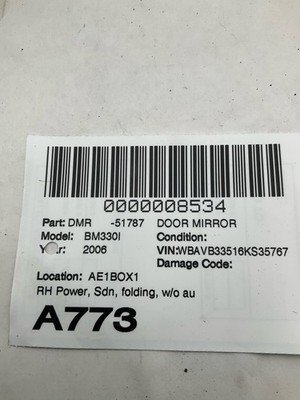 0000008534
Part: DMR -51787 DOOR MIRROR
Model: BM330I Condition:
Year: 2006 VIN:WBAVB33516KS35767
Damage Code:
Location: AE1BOX1
RH Power, Sdn, folding, w/o au
A773